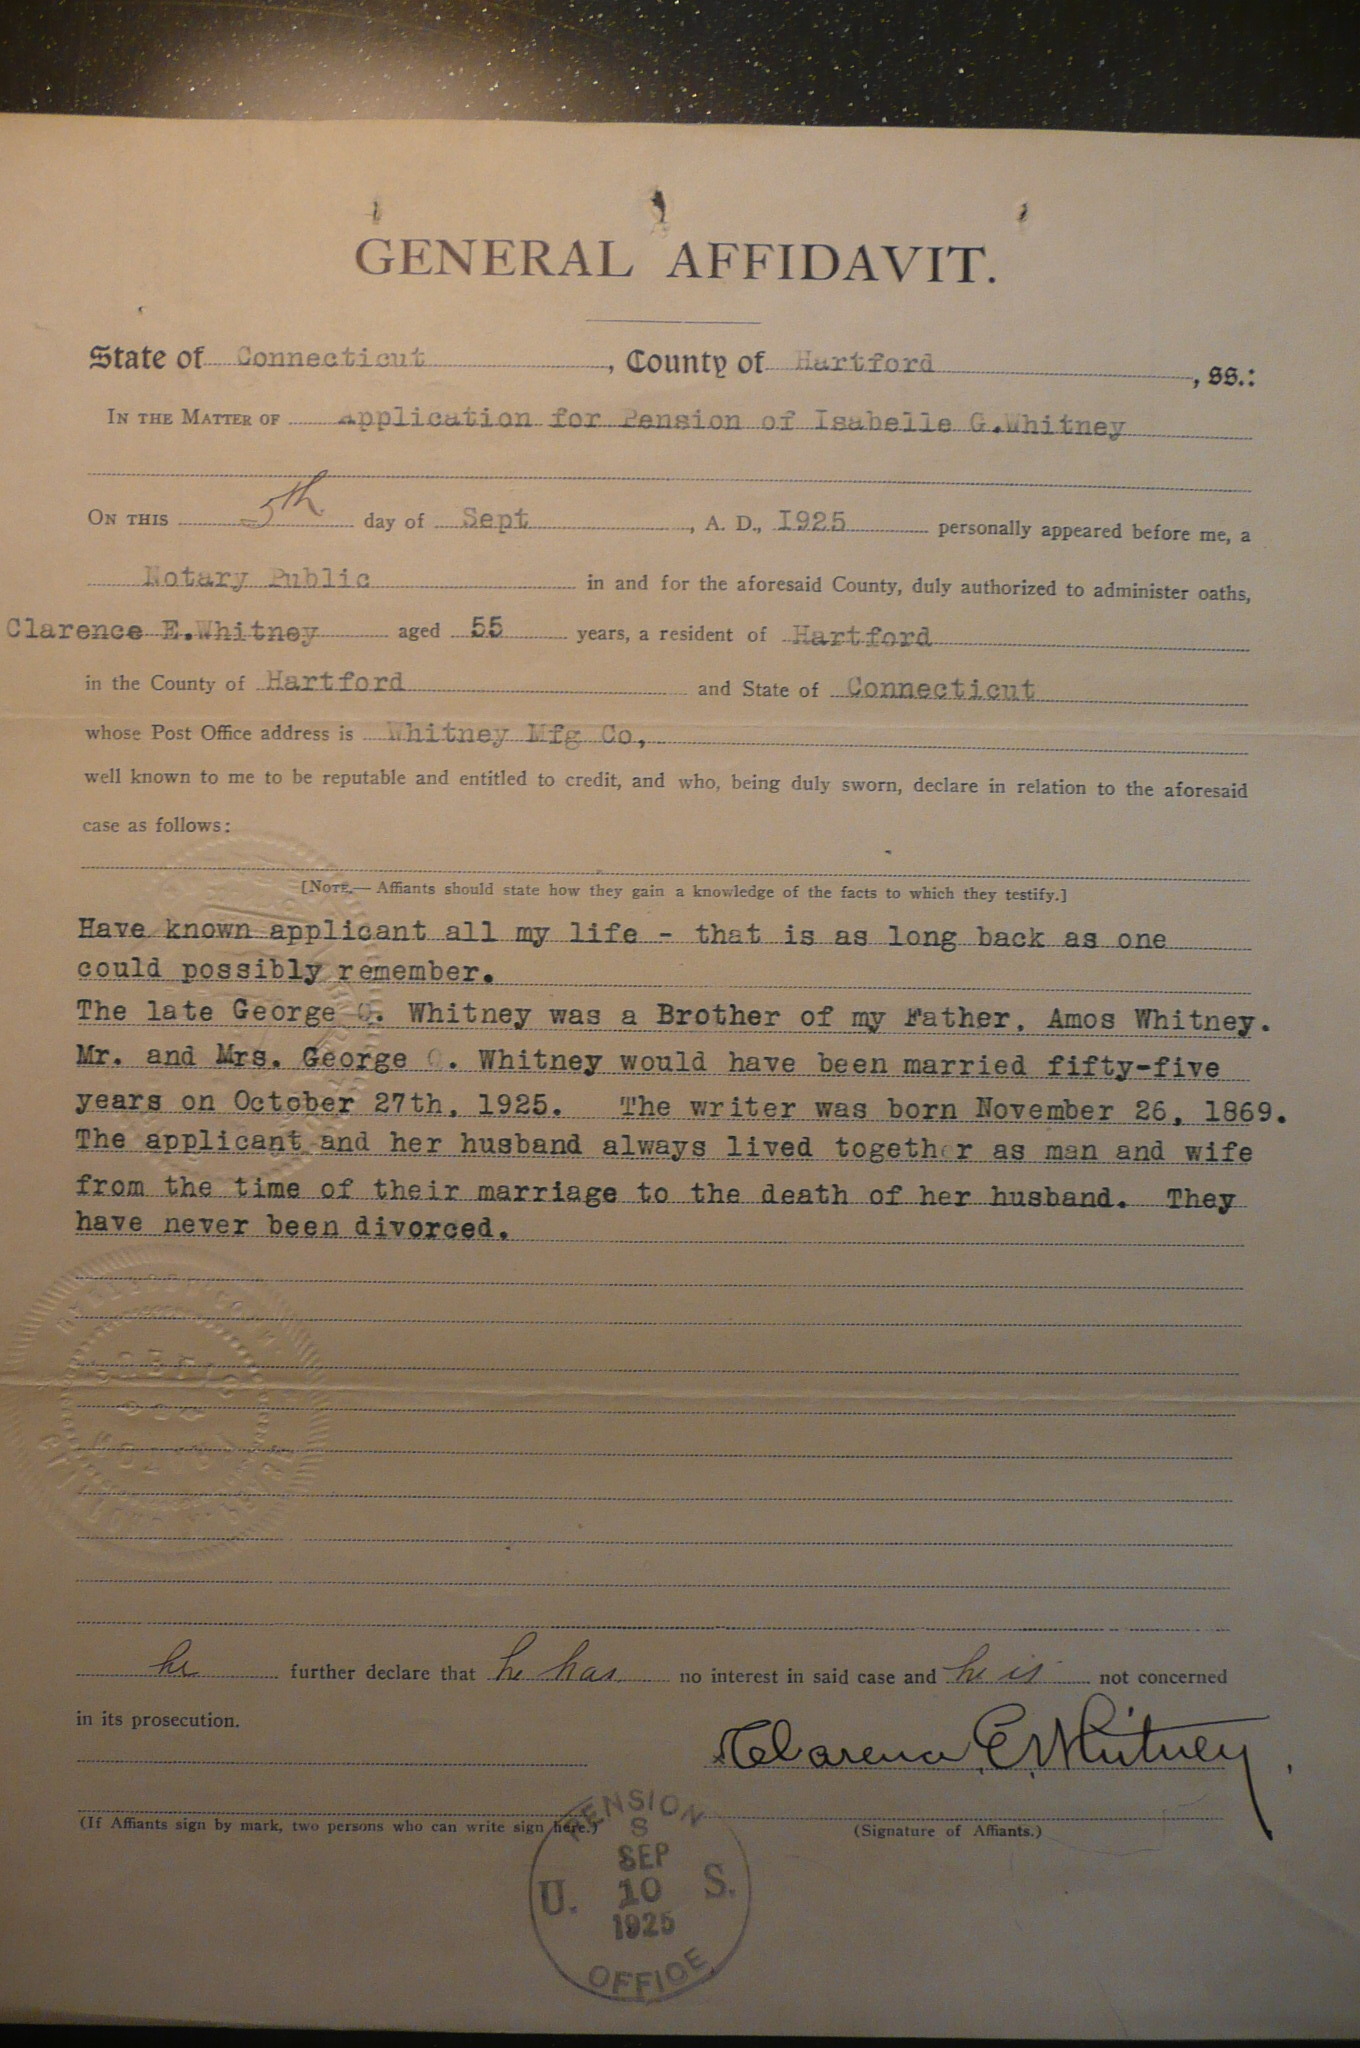 GENERAL AFFIDAVIT.
State of Connecticut, County of Hartford, ss.:
IN THE MATTER OF Application for Pension of Isabelle G.Whitney
ON THIS 5th day of Sept, A. D., I925 personally appeared before me, a
Notary Public in and for the aforesaid County, duly authorized to administer oaths,
Clarence E.Whitney aged 55 years, a resident of Hartford
in the County of Hartford and State of Connecticut
whose Post Office address is Whitney Mfg Co,
well known to me to be reputable and entitled to credit, and who, being duly sworn, declare in relation to the aforesaid
case as follows:
[NOTE.— Affiants should state how they gain a knowledge of the facts to which they testify.]
Have known applicant all my life - that is as long back as one
could possibly remember.
The late George Whitney was a Brother of my Father, Amos Whitney.
Mr. and Mrs. George Whitney would have been married fifty-five
years on October 27th, 1925. The writer was born November 26, 1869.
The applicant and her husband always lived together as man and wife
from the time of their marriage to the death of her husband. They
have never been divorced.
he further declare that he has no interest in said case and he is not concerned
in its prosecution.
Clarence E. Whitney
(If Affiants sign by mark, two persons who can write sign here.)
(Signature of Affiants.)
PENSION
S
SEP
U. 10 S.
1925
OFFICE